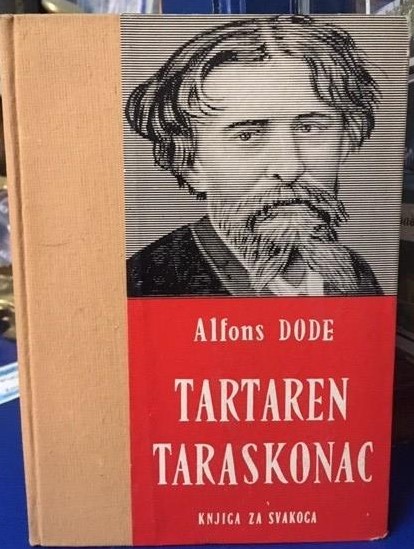 Alfons DODE
TARTAREN
TARASKONAC
KNJIGA ZA SVAKOGA